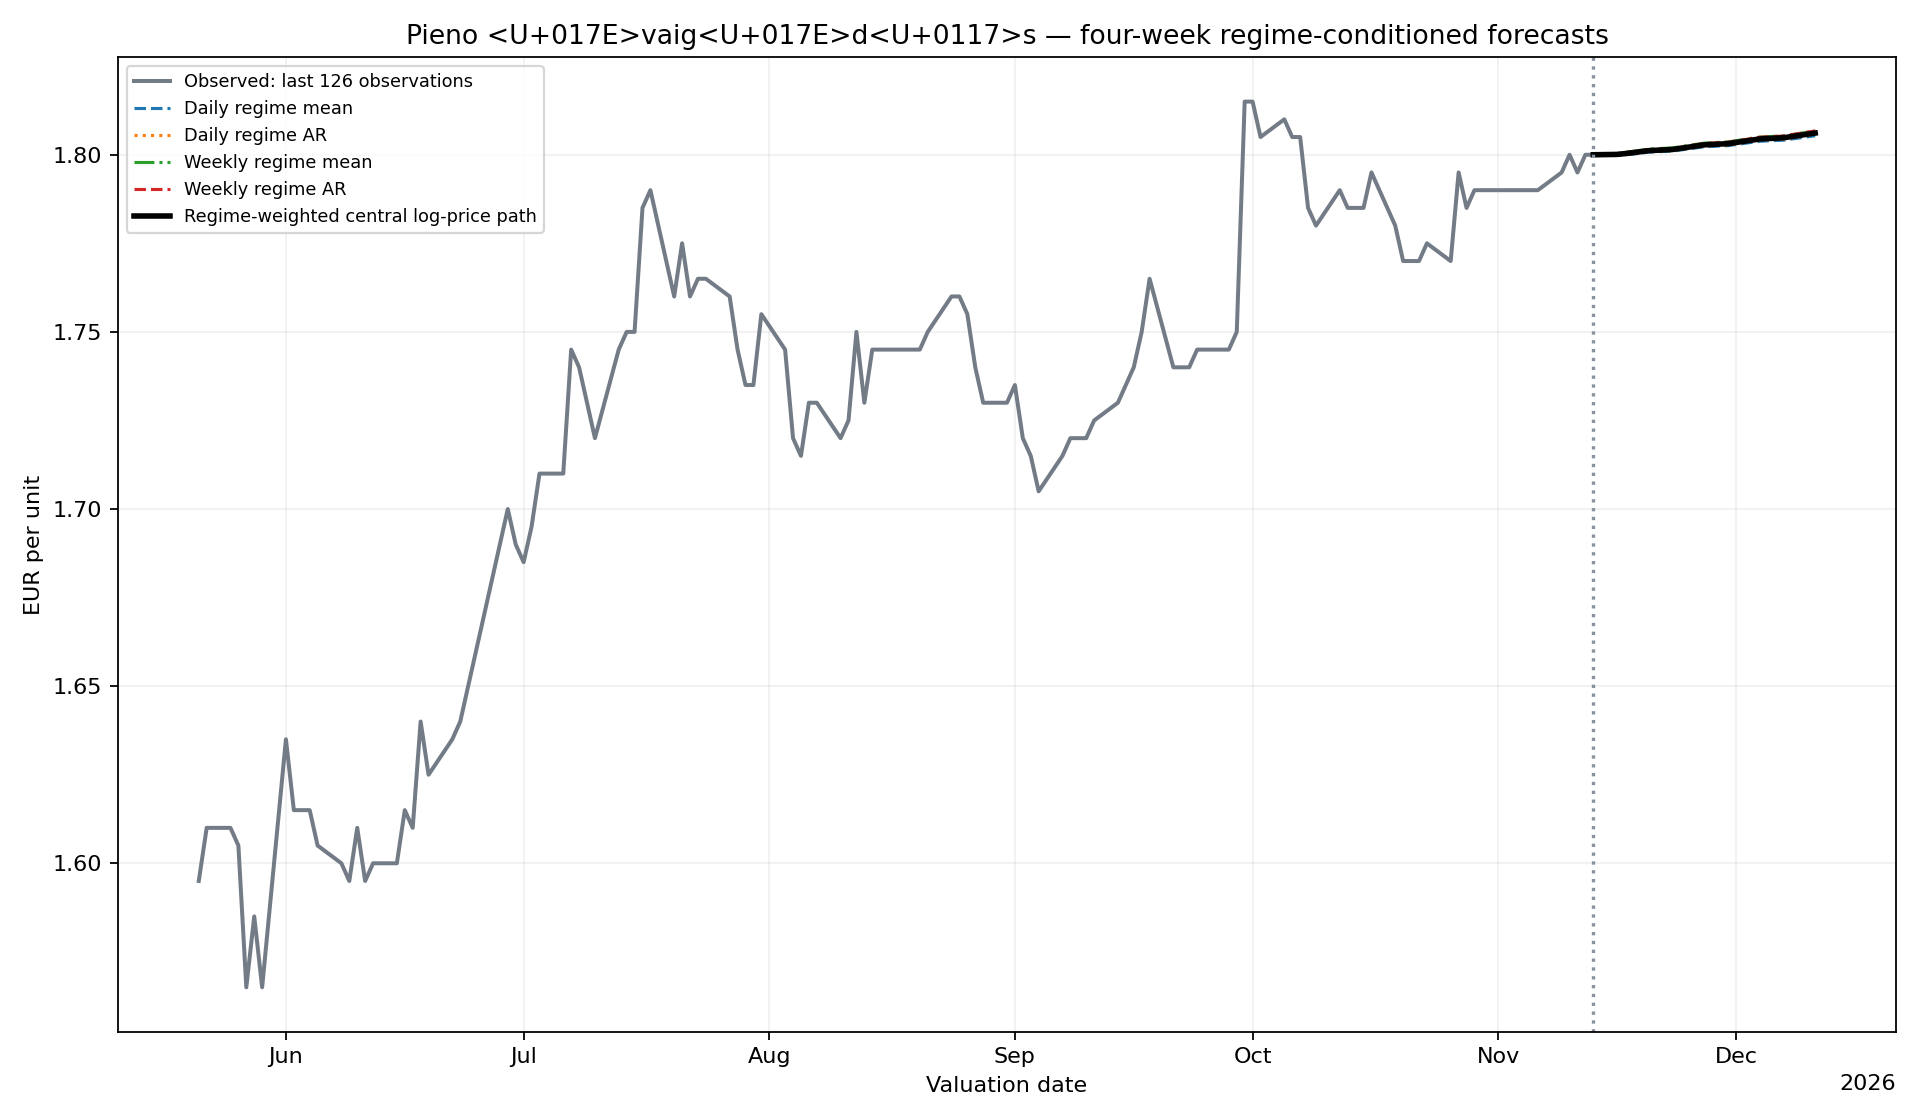 Pieno <U+017E>vaig<U+017E>d<U+0117>s — four-week regime-conditioned forecasts
Observed: last 126 observations
Daily regime mean
Daily regime AR
Weekly regime mean
Weekly regime AR
Regime-weighted central log-price path
EUR per unit
1.80
1.75
1.70
1.65
1.60
Jun Jul Aug Sep Oct Nov Dec
Valuation date
2026